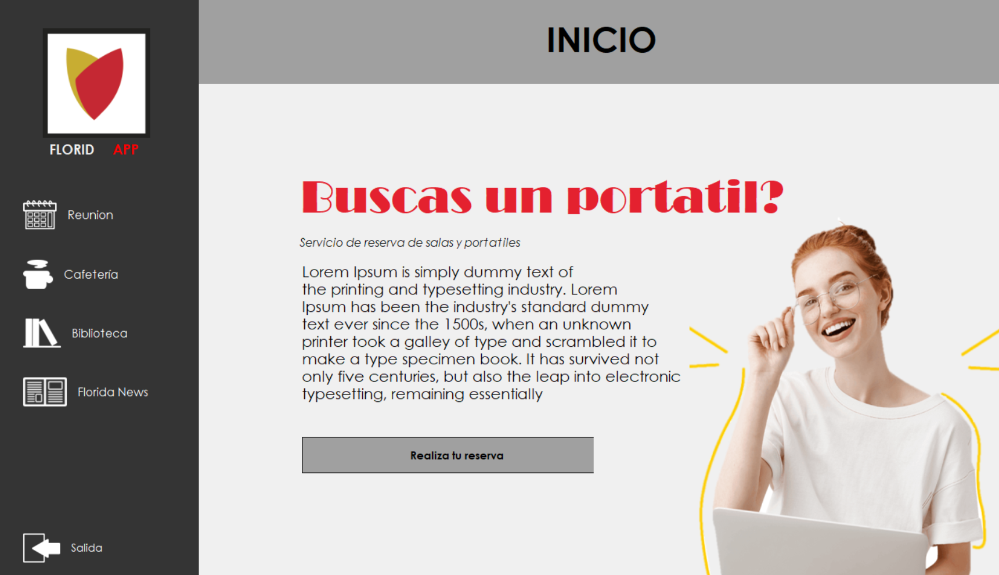 INICIO
FLORID APP
Reunion
Cafetería
Biblioteca
Florida News
Salida
Buscas un portatil?
Servicio de reserva de salas y portatiles
Lorem Ipsum is simply dummy text of
the printing and typesetting industry. Lorem
Ipsum has been the industry's standard dummy
text ever since the 1500s, when an unknown
printer took a galley of type and scrambled it to
make a type specimen book. It has survived not
only five centuries, but also the leap into electronic
typesetting, remaining essentially
Realiza tu reserva